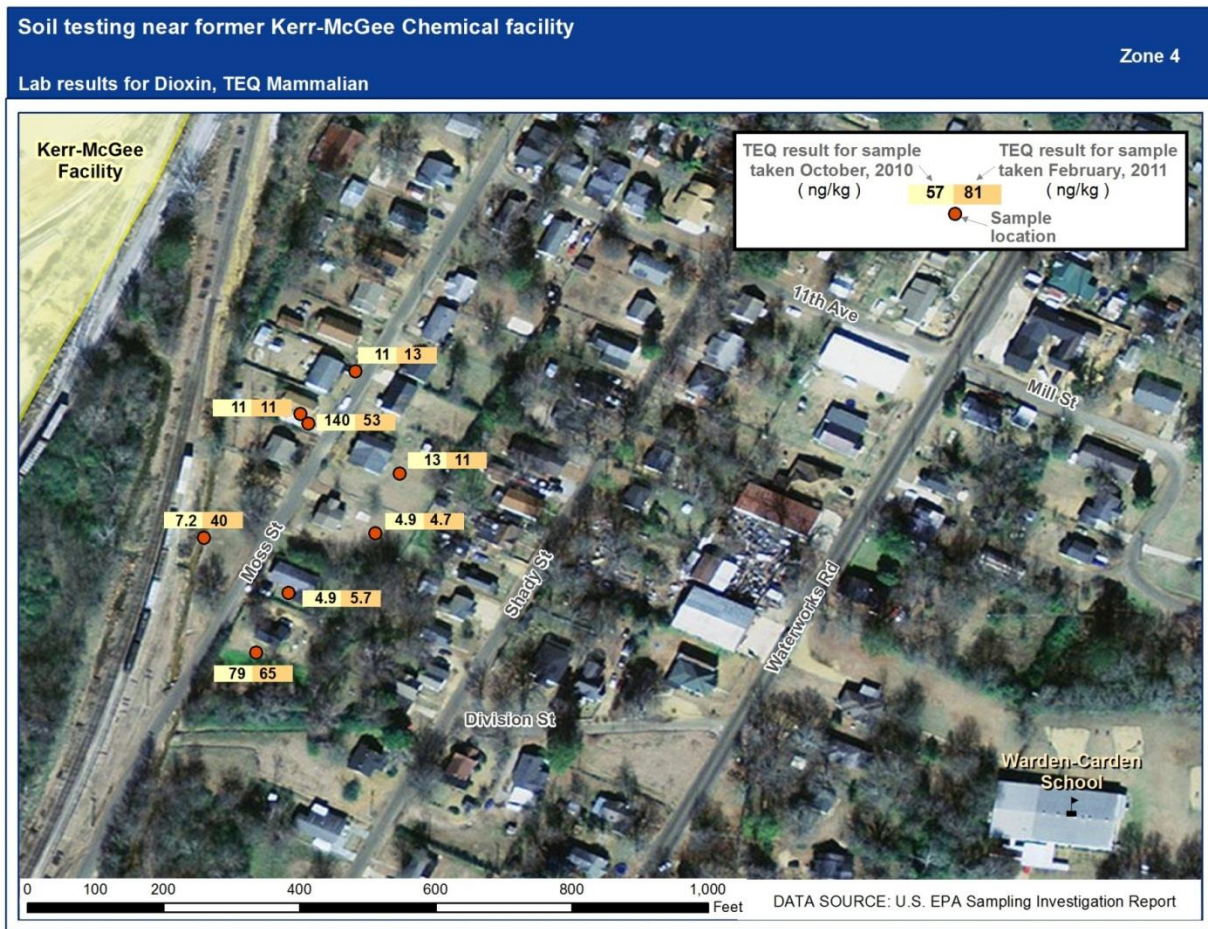 Soil testing near former Kerr-McGee Chemical facility
Zone 4
Lab results for Dioxin, TEQ Mammalian
Kerr-McGee
Facility
TEQ result for sample
taken October, 2010
( ng/kg )
TEQ result for sample
taken February, 2011
( ng/kg )
57 81
Sample
location
11th Ave
Mill St
11 13
11 11
140 53
13 11
7.2 40
4.9 4.7
Moss St
Shady St
4.9 5.7
Waterworks Rd
79 65
Division St
Warden-Carden
School
0 100 200 400 600 800 1,000
Feet
DATA SOURCE: U.S. EPA Sampling Investigation Report